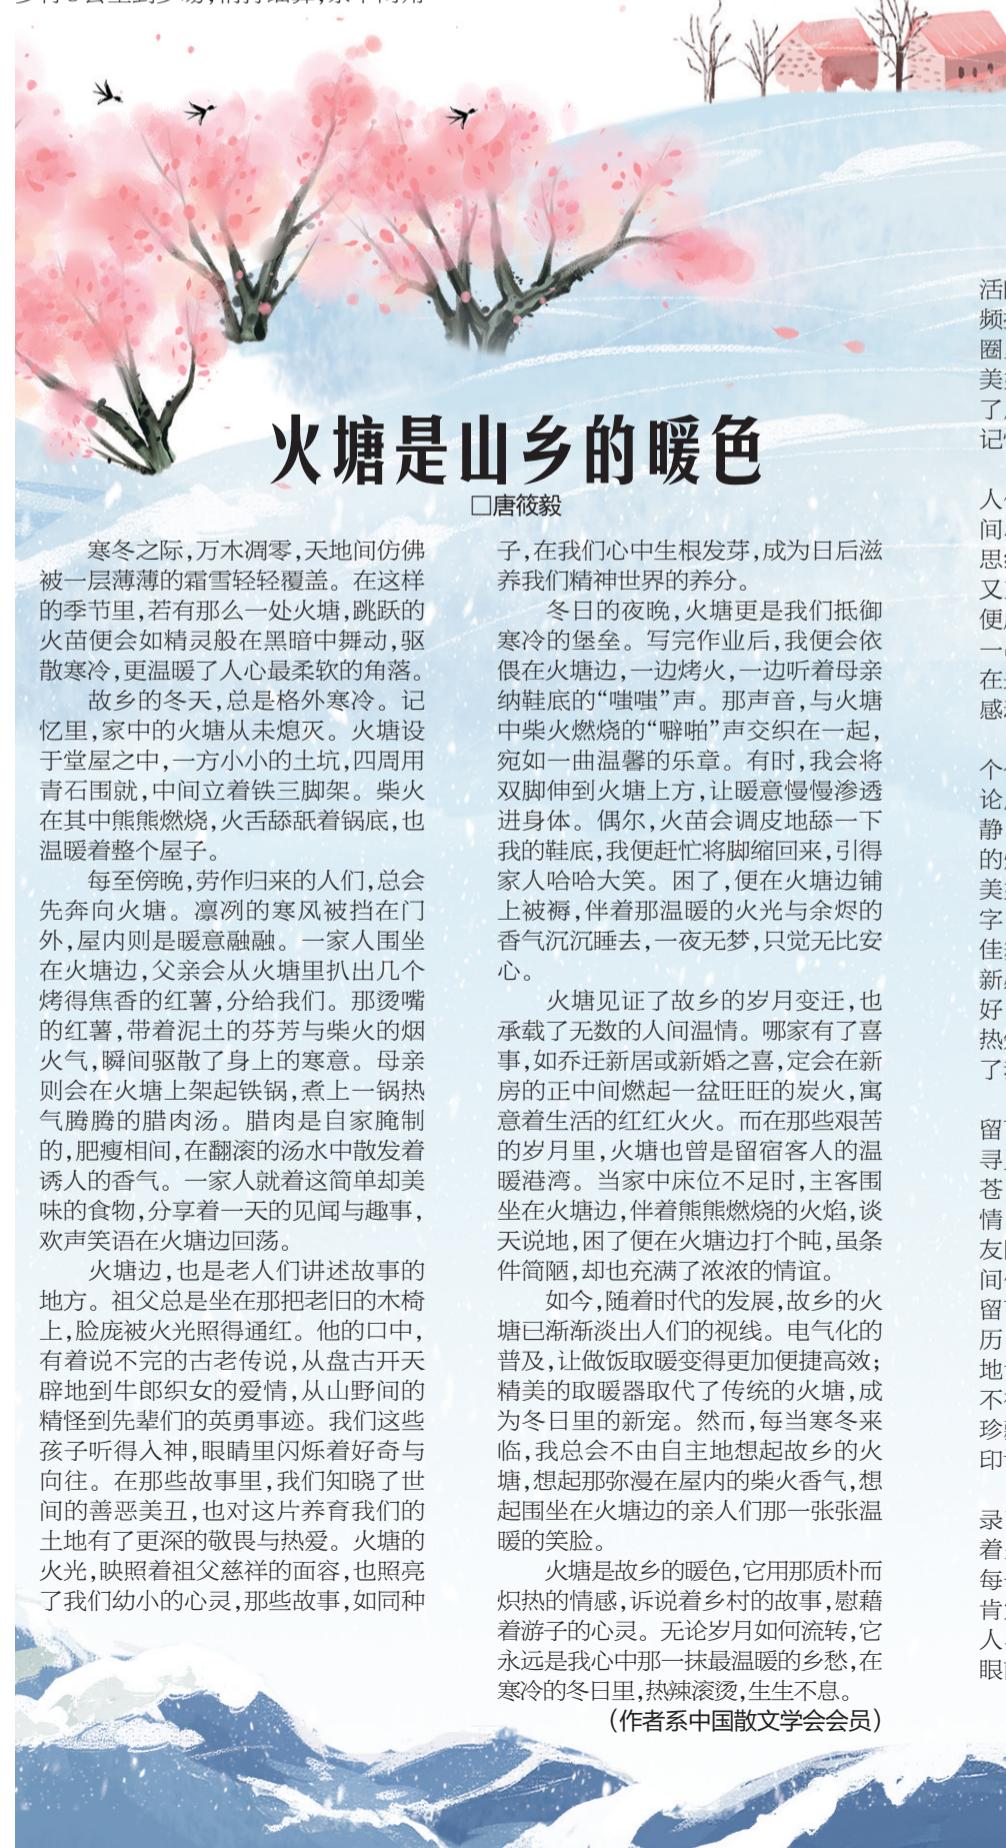 火塘是山乡的暖色
□唐筱毅
寒冬之际,万木凋零,天地间仿佛
被一层薄薄的霜雪轻轻覆盖。在这样
的季节里,若有那么一处火塘,跳跃的
火苗便会如精灵般在黑暗中舞动,驱
散寒冷,更温暖了人心最柔软的角落。
故乡的冬天,总是格外寒冷。记
忆里,家中的火塘从未熄灭。火塘设
于堂屋之中,一方小小的土坑,四周用
青石围就,中间立着铁三脚架。柴火
在其中熊熊燃烧,火舌舔舐着锅底,也
温暖着整个屋子。
每至傍晚,劳作归来的人们,总会
先奔向火塘。凛冽的寒风被挡在门
外,屋内则是暖意融融。一家人围坐
在火塘边,父亲会从火塘里扒出几个
烤得焦香的红薯,分给我们。那烫嘴
的红薯,带着泥土的芬芳与柴火的烟
火气,瞬间驱散了身上的寒意。母亲
则会在火塘上架起铁锅,煮上一锅热
气腾腾的腊肉汤。腊肉是自家腌制
的,肥瘦相间,在翻滚的汤水中散发着
诱人的香气。一家人就着这简单却美
味的食物,分享着一天的见闻与趣事,
欢声笑语在火塘边回荡。
火塘边,也是老人们讲述故事的
地方。祖父总是坐在那把老旧的木椅
上,脸庞被火光照得通红。他的口中,
有着说不完的古老传说,从盘古开天
辟地到牛郎织女的爱情,从山野间的
精怪到先辈们的英勇事迹。我们这些
孩子听得入神,眼睛里闪烁着好奇与
向往。在那些故事里,我们知晓了世
间的善恶美丑,也对这片养育我们的
土地有了更深的敬畏与热爱。火塘的
火光,映照着祖父慈祥的面容,也照亮
了我们幼小的心灵,那些故事,如同种
子,在我们心中生根发芽,成为日后滋
养我们精神世界的养分。
冬日的夜晚,火塘更是我们抵御
寒冷的堡垒。写完作业后,我便会依
偎在火塘边,一边烤火,一边听着母亲
纳鞋底的“嗤嗤”声。那声音,与火塘
中柴火燃烧的“噼啪”声交织在一起,
宛如一曲温馨的乐章。有时,我会将
双脚伸到火塘上方,让暖意慢慢渗透
进身体。偶尔,火苗会调皮地舔一下
我的鞋底,我便赶忙将脚缩回来,引得
家人哈哈大笑。困了,便在火塘边铺
上被褥,伴着那温暖的火光与余烬的
香气沉沉睡去,一夜无梦,只觉无比安
心。
火塘见证了故乡的岁月变迁,也
承载了无数的人间温情。哪家有了喜
事,如乔迁新居或新婚之喜,定会在新
房的正中间燃起一盆旺旺的炭火,寓
意着生活的红红火火。而在那些艰苦
的岁月里,火塘也曾是留宿客人的温
暖港湾。当家中床位不足时,主客围
坐在火塘边,伴着熊熊燃烧的火焰,谈
天说地,困了便在火塘边打个盹,虽条
件简陋,却也充满了浓浓的情谊。
如今,随着时代的发展,故乡的火
塘已渐渐淡出人们的视线。电气化的
普及,让做饭取暖变得更加便捷高效;
精美的取暖器取代了传统的火塘,成
为冬日里的新宠。然而,每当寒冬来
临,我总会不由自主地想起故乡的火
塘,想起那弥漫在屋内的柴火香气,想
起围坐在火塘边的亲人们那一张张温
暖的笑脸。
火塘是故乡的暖色,它用那质朴而
炽热的情感,诉说着乡村的故事,慰藉
着游子的心灵。无论岁月如何流转,它
永远是我心中那一抹最温暖的乡愁,在
寒冷的冬日里,热辣滚烫,生生不息。
(作者系中国散文学会会员)
活
频
圈
美
了
记
人
间
思
又
便
一
在
感
个
论
静
的
美
字
佳
新
好
热
了
留
寻
苍
情
友
间
留
历
地
不
珍
印
录
着
每
肯
人
眼